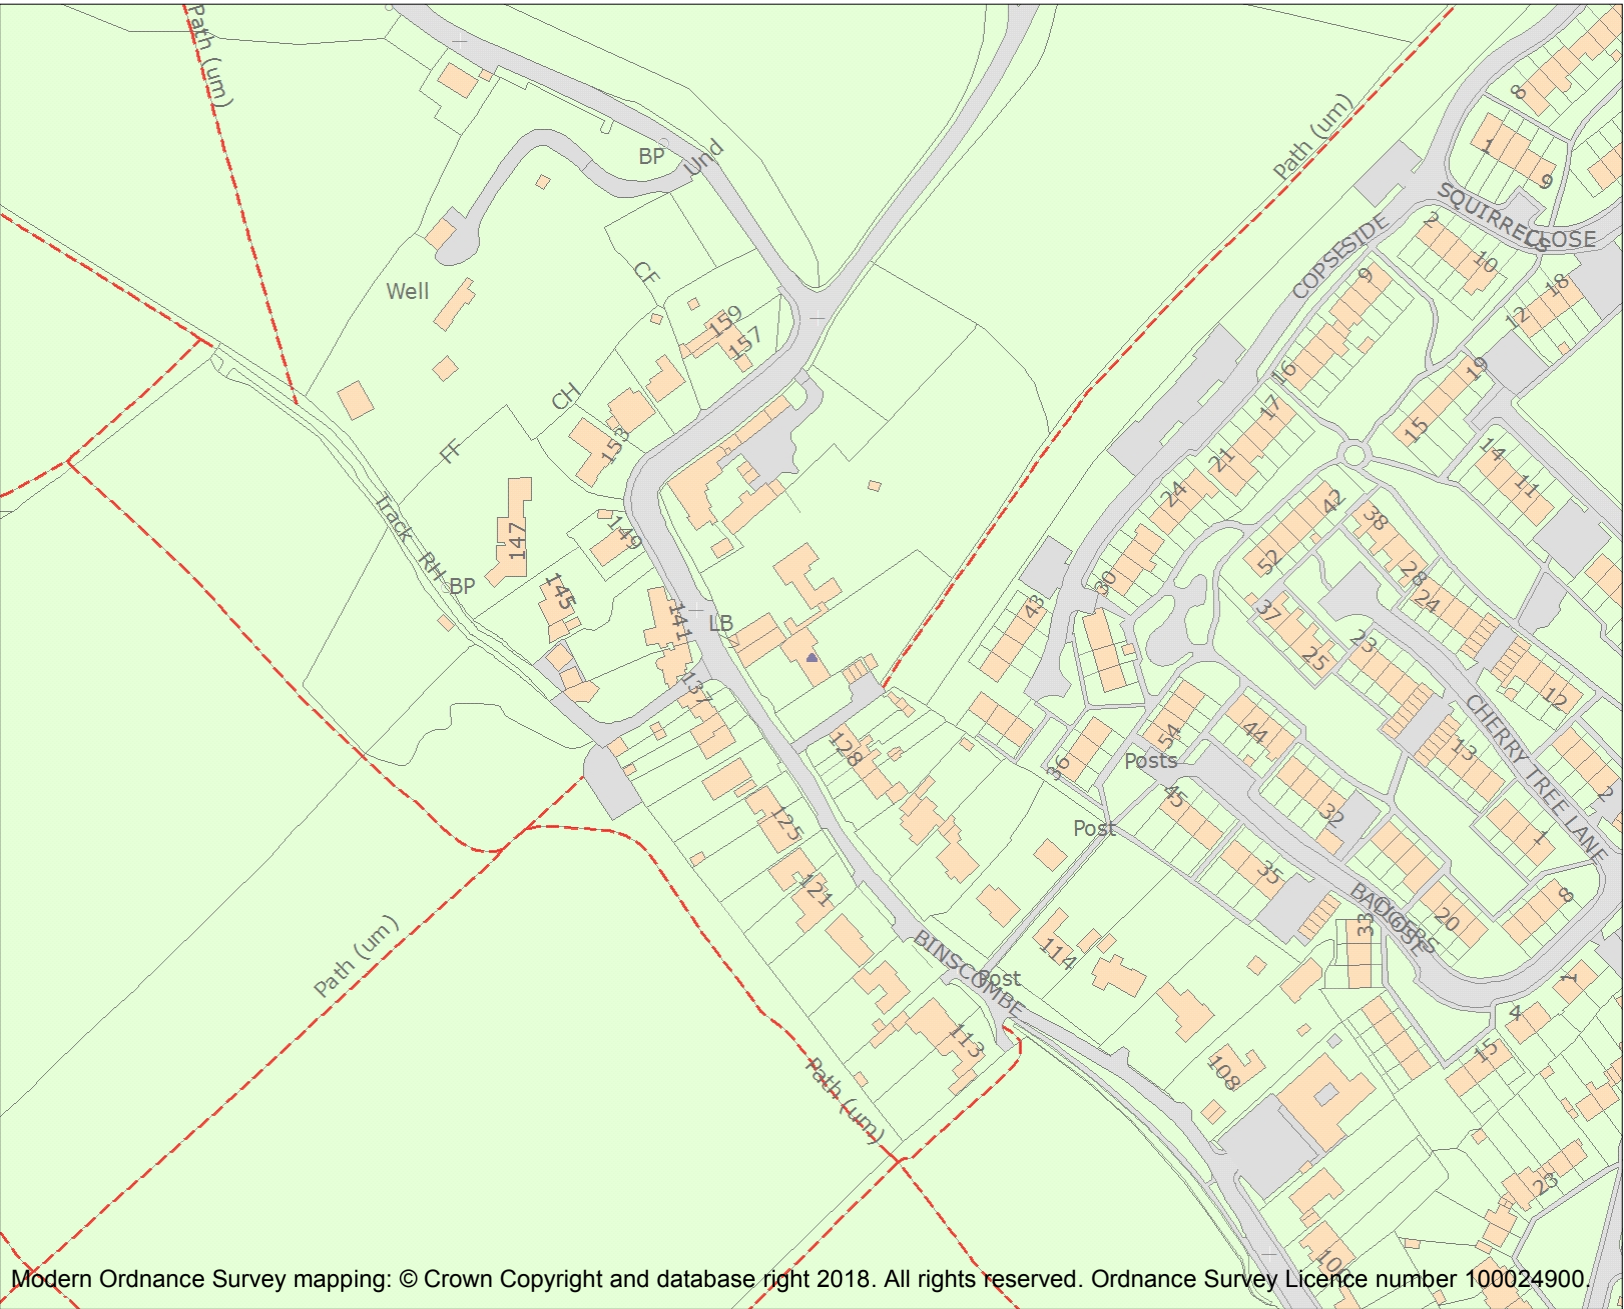 Path (um)
BP
Und
Path (um)
8
1
9
SQUIRRELS
CLOSE
2
10
COPSESIDE
9
18
12
Well
CF
159
157
16
19
17
15
CH
153
FF
21
14
11
24
42
38
52
Track
RH
BP
147
149
145
141
LB
30
28
24
43
37
25
23
12
137
128
54
44
CHERRY TREE LANE
13
36
Posts
45
32
2
125
Post
1
35
121
BADGERS
CLOSE
20
8
33
Path (um)
BINSCOMBE
Post
114
1
4
113
15
108
Path (um)
23
Modern Ordnance Survey mapping: © Crown Copyright and database right 2018. All rights reserved. Ordnance Survey Licence number 100024900.